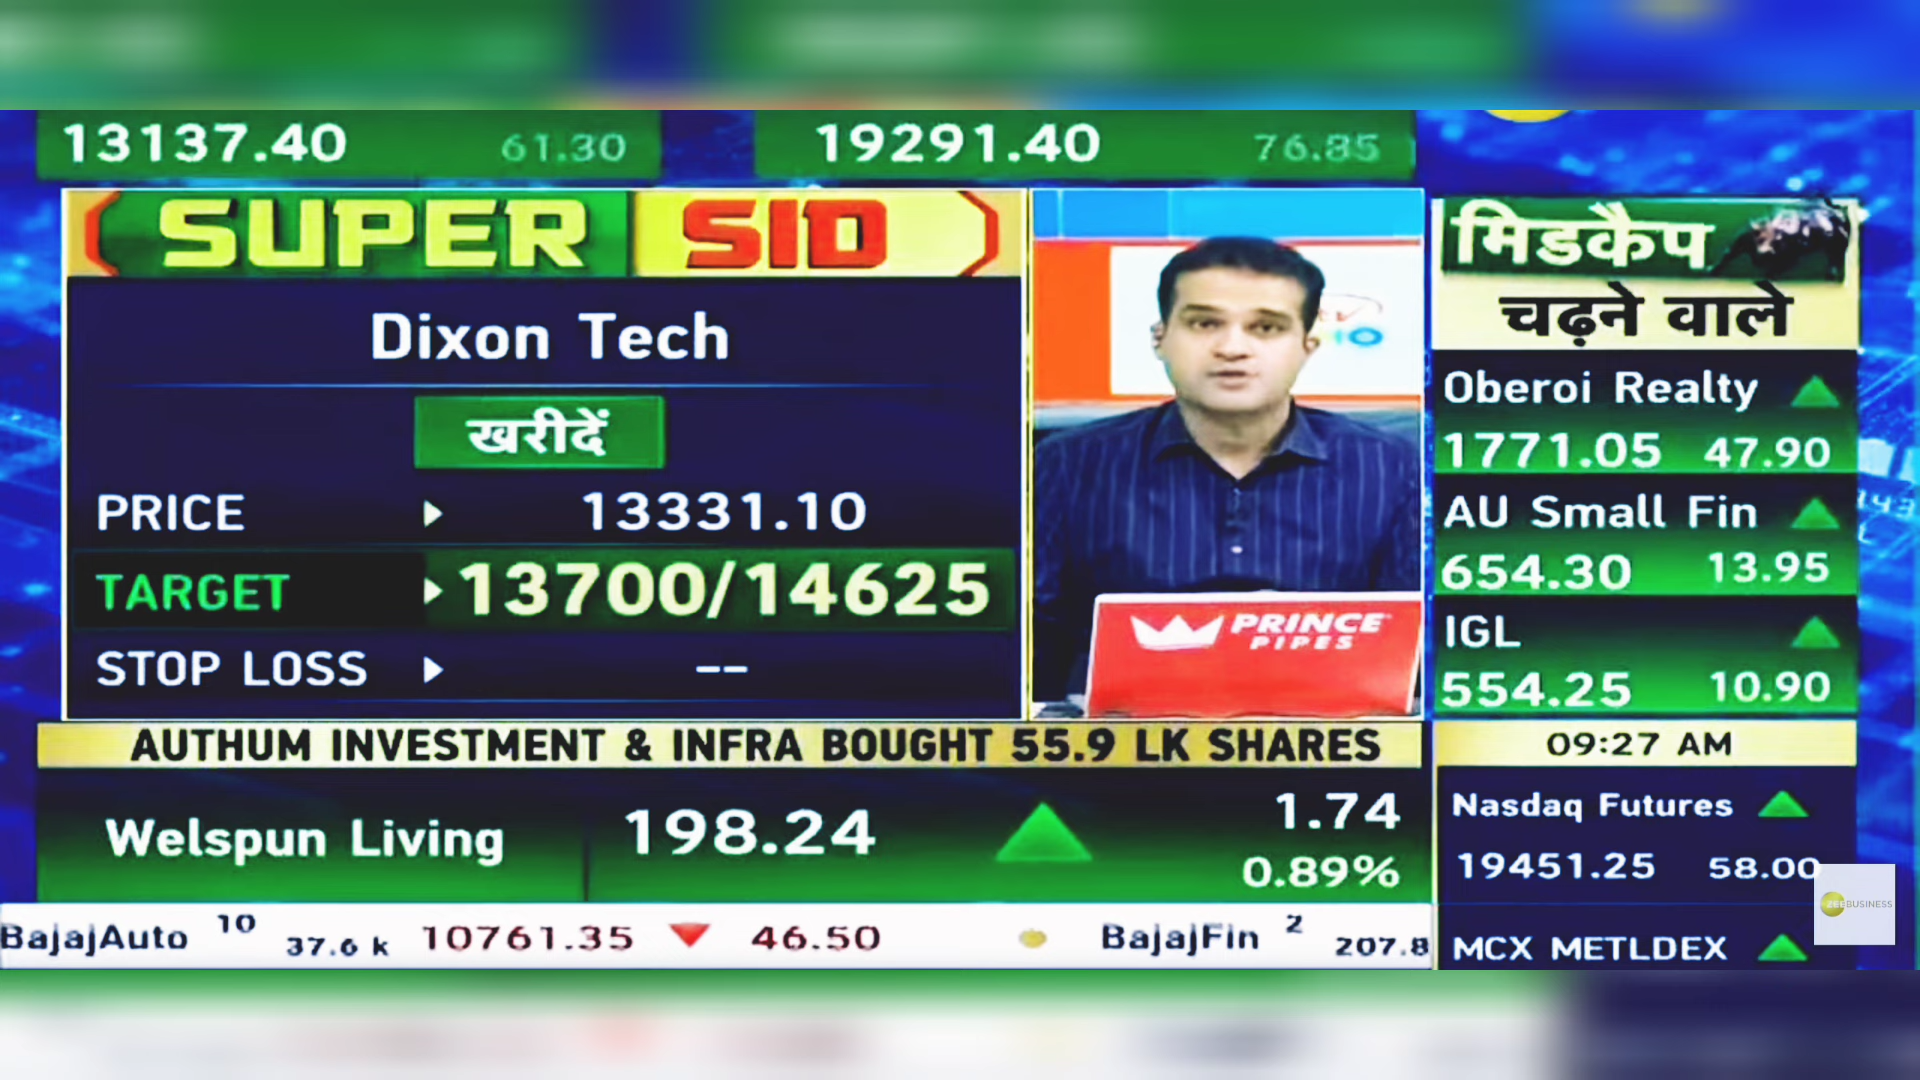 13137.40 61.30 19291.40 76.85
SUPER SID
Dixon Tech
खरीदें
PRICE 13331.10
TARGET 13700/14625
STOP LOSS --
PRINCE
PIPES
मिडकैप
चढ़ने वाले
Oberoi Realty
1771.05 47.90
AU Small Fin
654.30 13.95
IGL
554.25 10.90
AUTHUM INVESTMENT & INFRA BOUGHT 55.9 LK SHARES
Welspun Living 198.24 1.74
0.89%
09:27 AM
Nasdaq Futures
19451.25 58.00
MCX METLDEX
ZEEBUSINESS
BajajAuto 10 37.6 k 10761.35 46.50 BajajFin 2 207.8